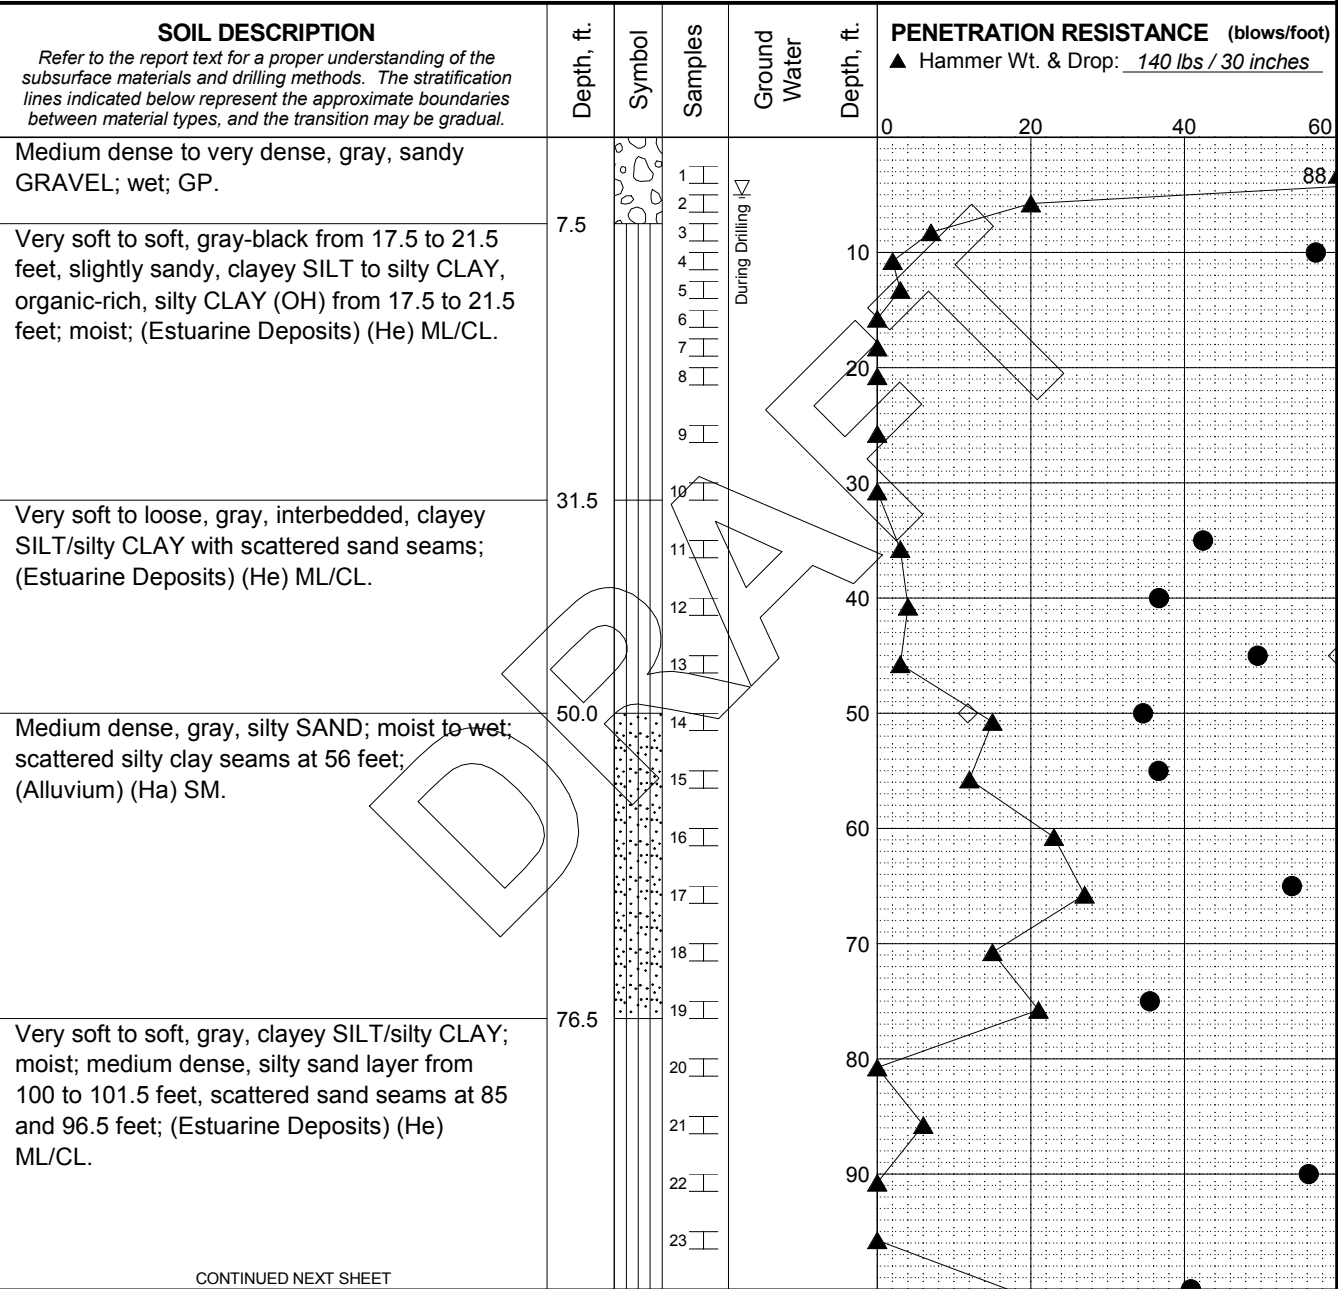 SOIL DESCRIPTION
Refer to the report text for a proper understanding of the
subsurface materials and drilling methods. The stratification
lines indicated below represent the approximate boundaries
between material types, and the transition may be gradual.
Depth, ft.
Symbol
Samples
Ground
Water
Depth, ft.
PENETRATION RESISTANCE (blows/foot)
▲ Hammer Wt. & Drop: 140 lbs / 30 inches
0 20 40 60
Medium dense to very dense, gray, sandy
GRAVEL; wet; GP.
7.5
Very soft to soft, gray-black from 17.5 to 21.5
feet, slightly sandy, clayey SILT to silty CLAY,
organic-rich, silty CLAY (OH) from 17.5 to 21.5
feet; moist; (Estuarine Deposits) (He) ML/CL.
31.5
Very soft to loose, gray, interbedded, clayey
SILT/silty CLAY with scattered sand seams;
(Estuarine Deposits) (He) ML/CL.
50.0
Medium dense, gray, silty SAND; moist to wet;
scattered silty clay seams at 56 feet;
(Alluvium) (Ha) SM.
76.5
Very soft to soft, gray, clayey SILT/silty CLAY;
moist; medium dense, silty sand layer from
100 to 101.5 feet, scattered sand seams at 85
and 96.5 feet; (Estuarine Deposits) (He)
ML/CL.
CONTINUED NEXT SHEET
1
2
3
4
5
6
7
8
9
10
11
12
13
14
15
16
17
18
19
20
21
22
23
During Drilling
10
20
30
40
50
60
70
80
90
88
DRAFT